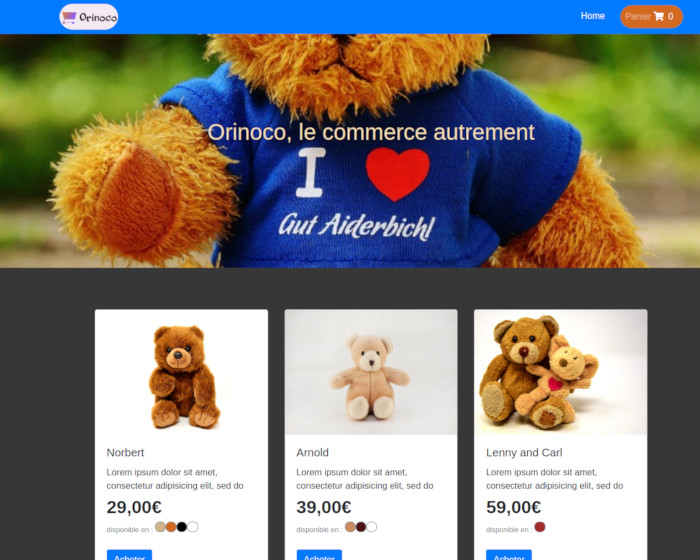 Orinoco
Home
Panier 0
Orinoco, le commerce autrement
I
Gut Aiderbichl
Norbert
Lorem ipsum dolor sit amet,
consectetur adipisicing elit, sed do
29,00€
disponible en :
Acheter
Arnold
Lorem ipsum dolor sit amet,
consectetur adipisicing elit, sed do
39,00€
disponible en :
Acheter
Lenny and Carl
Lorem ipsum dolor sit amet,
consectetur adipisicing elit, sed do
59,00€
disponible en :
Acheter